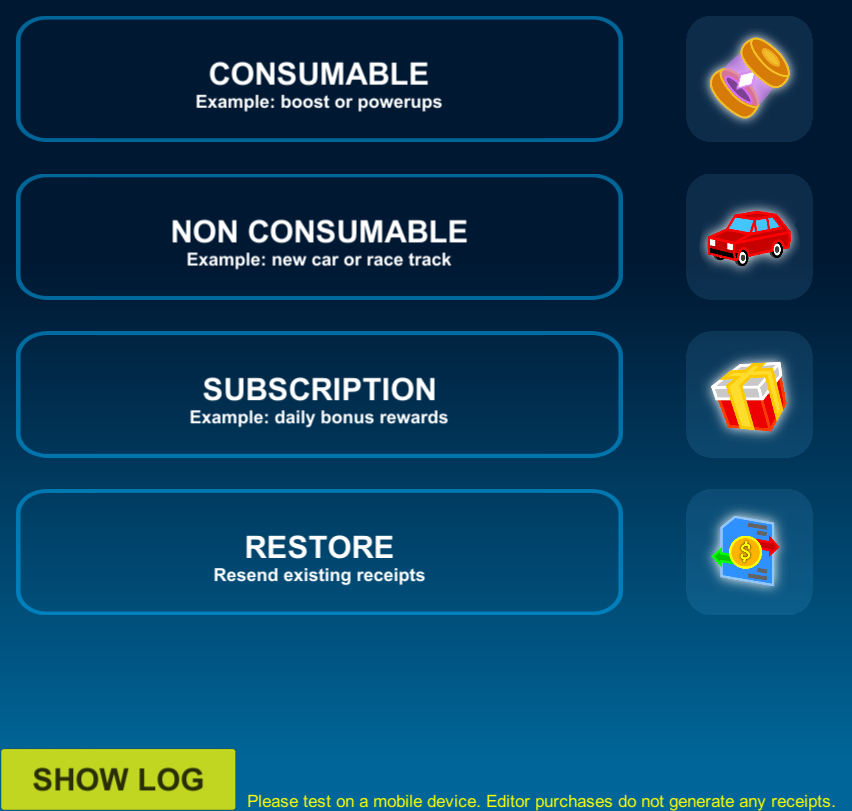 CONSUMABLE
Example: boost or powerups
NON CONSUMABLE
Example: new car or race track
SUBSCRIPTION
Example: daily bonus rewards
$
RESTORE
Resend existing receipts
SHOW LOG
Please test on a mobile device. Editor purchases do not generate any receipts.